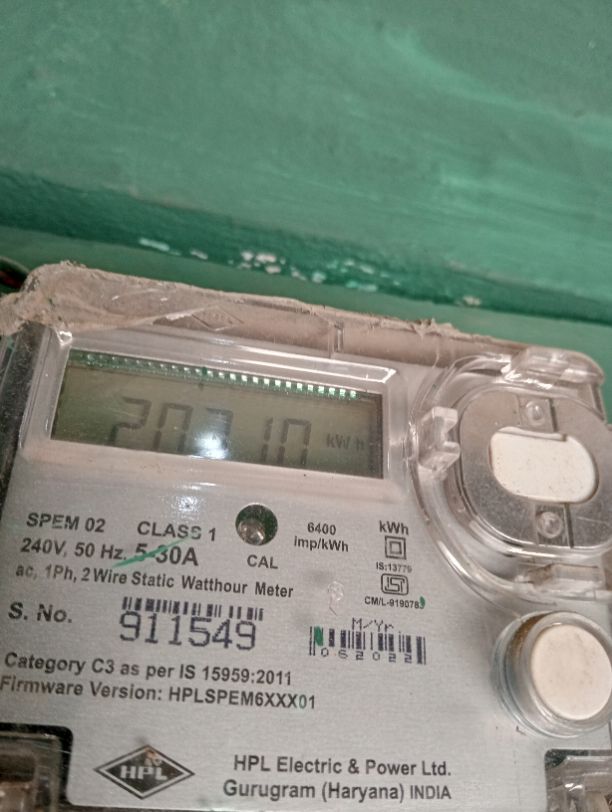 kWh
SPEM 02 CLASS 1
6400 imp/kWh
kWh
240V, 50 Hz, 5-30A
CAL
IS:13779
ac, 1Ph, 2 Wire Static Watthour Meter
S. No. 911549
M/Yr
062022
Category C3 as per IS 15959:2011
Firmware Version: HPLSPEM6XXX01
HPL
HPL Electric & Power Ltd.
Gurugram (Haryana) INDIA